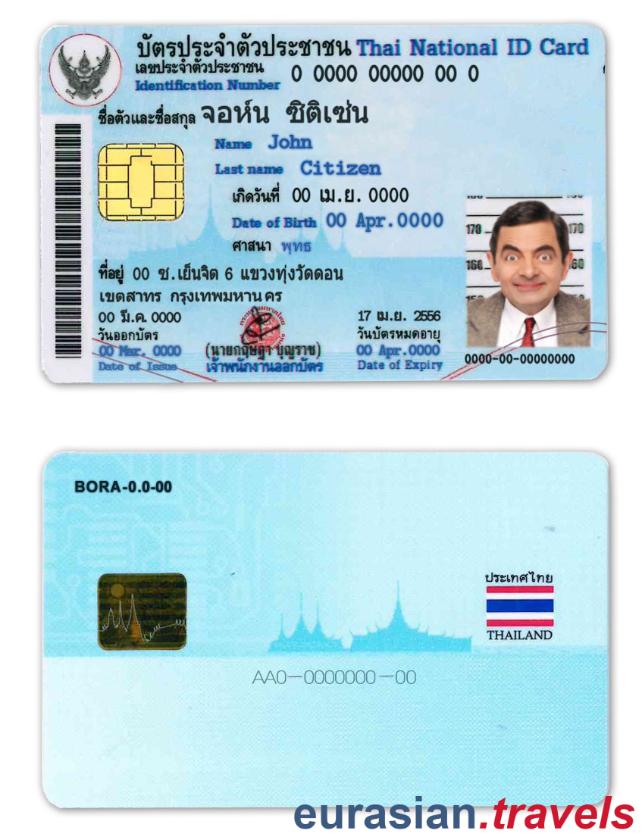 บัตรประจำตัวประชาชน Thai National ID Card
เลขประจำตัวประชาชน 0 0000 00000 00 0
Identification Number
ชื่อตัวและชื่อสกุล จอห์น ซิติเซ่น
Name John
Last name Citizen
เกิดวันที่ 00 เม.ย. 0000
Date of Birth 00 Apr.0000
ศาสนา พุทธ
ที่อยู่ 00 ซ.เย็นจิต 6 แขวงทุ่งวัดดอน
เขตสาทร กรุงเทพมหานคร
00 มี.ค. 0000
วันออกบัตร
00 Mar. 0000
Date of Issue
(นายกฤษฎา บุญราช)
เจ้าพนักงานออกบัตร
17 เม.ย. 2556
วันบัตรหมดอายุ
00 Apr.0000
Date of Expiry
170 170
160 160
0000-00-00000000
BORA-0.0-00
ประเทศไทย
THAILAND
AA0-0000000-00
eurasian.travels